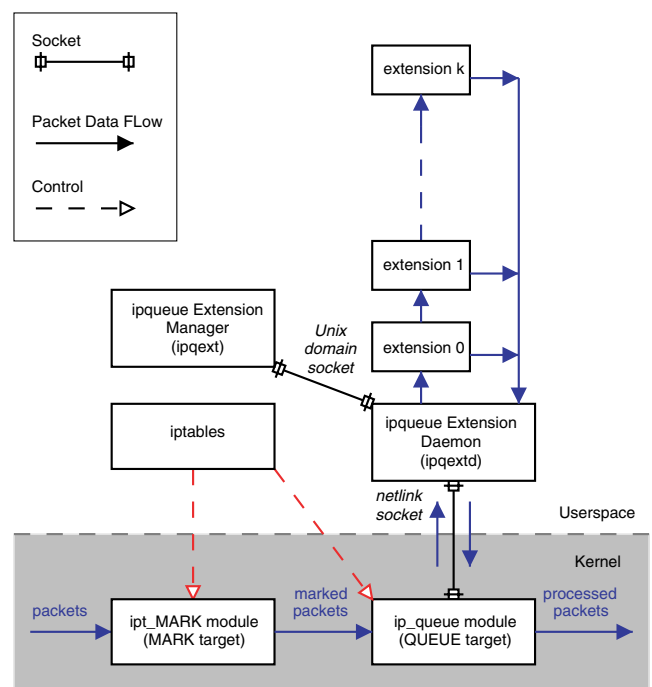 Socket
Packet Data FLow
Control
extension k
extension 1
extension 0
ipqueue Extension
Manager
(ipqext)
Unix
domain
socket
iptables
ipqueue Extension
Daemon
(ipqextd)
netlink
socket
Userspace
Kernel
packets
ipt_MARK module
(MARK target)
marked
packets
ip_queue module
(QUEUE target)
processed
packets